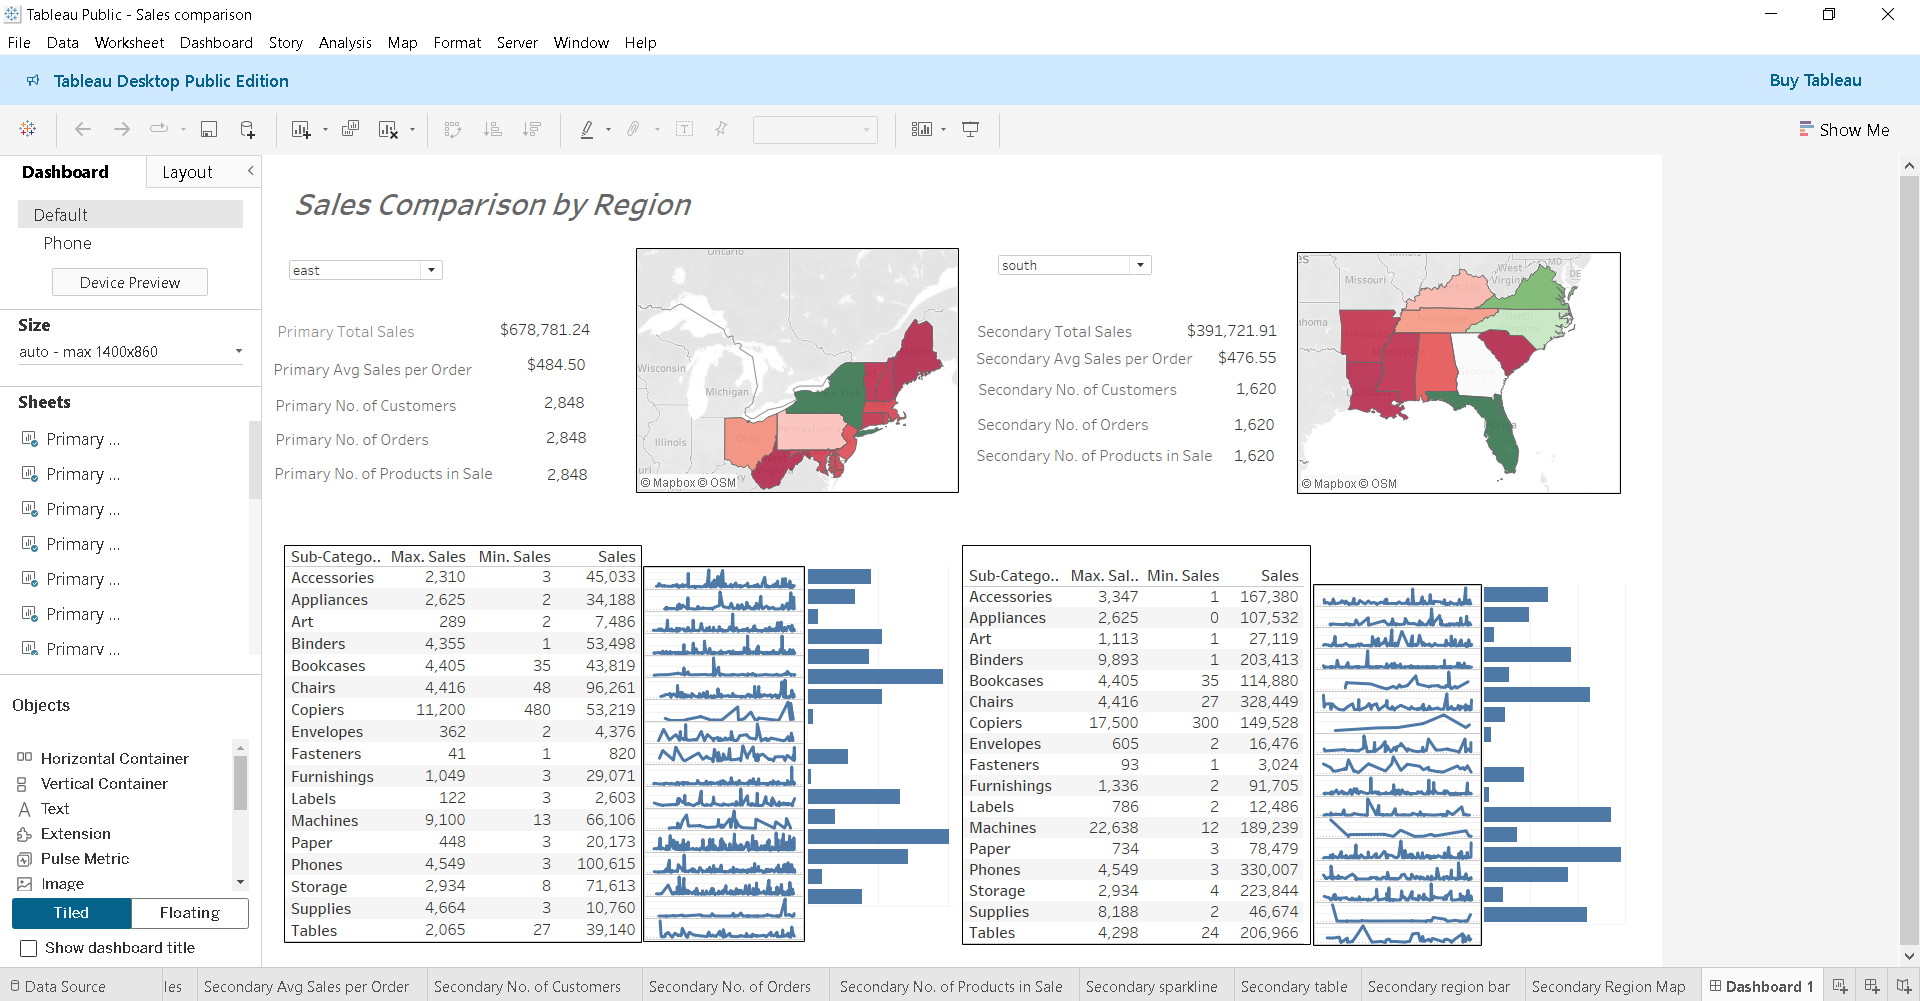 Tableau Public - Sales comparison
File Data Worksheet Dashboard Story Analysis Map Format Server Window Help
Tableau Desktop Public Edition
Buy Tableau
Show Me
Dashboard Layout
Default
Phone
Device Preview
Size
auto - max 1400x860
Sheets
Primary ...
Primary ...
Primary ...
Primary ...
Primary ...
Primary ...
Primary ...
Objects
Horizontal Container
Vertical Container
Text
Extension
Pulse Metric
Image
Tiled Floating
Show dashboard title
Sales Comparison by Region
east
Primary Total Sales $678,781.24
Primary Avg Sales per Order $484.50
Primary No. of Customers 2,848
Primary No. of Orders 2,848
Primary No. of Products in Sale 2,848
Ontario
Wisconsin
Michigan
New York
Illinois
Ohio
Pennsylvania
© Mapbox © OSM
south
Secondary Total Sales $391,721.91
Secondary Avg Sales per Order $476.55
Secondary No. of Customers 1,620
Secondary No. of Orders 1,620
Secondary No. of Products in Sale 1,620
Missouri
West Virginia
MD
DE
homa
North Carolina
Georgia
Florida
© Mapbox © OSM
Sub-Catego.. Max. Sales Min. Sales Sales
Accessories 2,310 3 45,033
Appliances 2,625 2 34,188
Art 289 2 7,486
Binders 4,355 1 53,498
Bookcases 4,405 35 43,819
Chairs 4,416 48 96,261
Copiers 11,200 480 53,219
Envelopes 362 2 4,376
Fasteners 41 1 820
Furnishings 1,049 3 29,071
Labels 122 3 2,603
Machines 9,100 13 66,106
Paper 448 3 20,173
Phones 4,549 3 100,615
Storage 2,934 8 71,613
Supplies 4,664 3 10,760
Tables 2,065 27 39,140
Sub-Catego.. Max. Sal.. Min. Sales Sales
Accessories 3,347 1 167,380
Appliances 2,625 0 107,532
Art 1,113 1 27,119
Binders 9,893 1 203,413
Bookcases 4,405 35 114,880
Chairs 4,416 27 328,449
Copiers 17,500 300 149,528
Envelopes 605 2 16,476
Fasteners 93 1 3,024
Furnishings 1,336 2 91,705
Labels 786 2 12,486
Machines 22,638 12 189,239
Paper 734 3 78,479
Phones 4,549 3 330,007
Storage 2,934 4 223,844
Supplies 8,188 2 46,674
Tables 4,298 24 206,966
Data Source les Secondary Avg Sales per Order Secondary No. of Customers Secondary No. of Orders Secondary No. of Products in Sale Secondary sparkline Secondary table Secondary region bar Secondary Region Map Dashboard 1